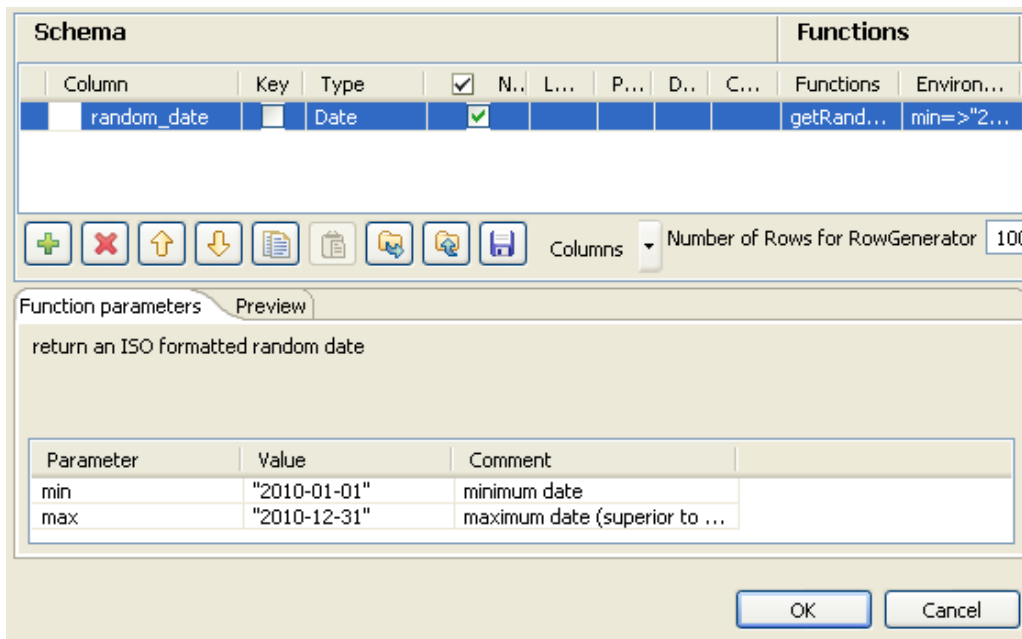 Schema Functions
Column Key Type N.. L... P... D.. C... Functions Environ...
random_date Date getRand... min=>"2...
Columns Number of Rows for RowGenerator 100
Function parameters Preview
return an ISO formatted random date
Parameter Value Comment
min "2010-01-01" minimum date
max "2010-12-31" maximum date (superior to ...
OK Cancel